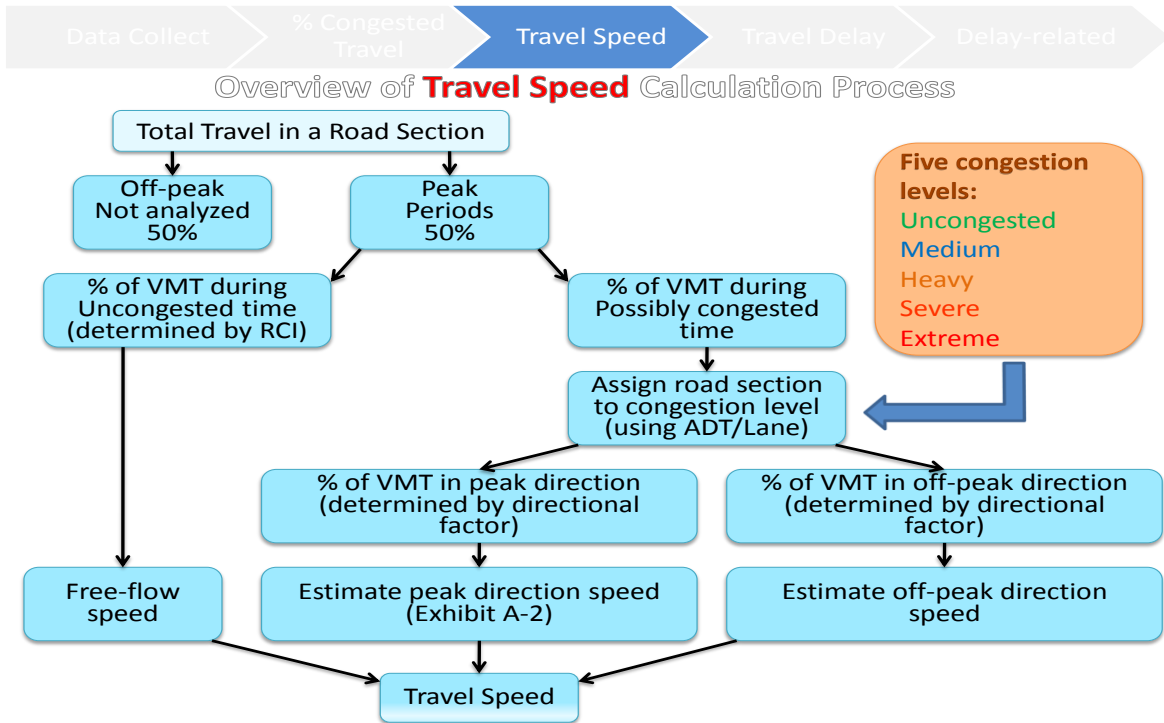 Data Collect
% Congested
Travel
Travel Speed
Travel Delay
Delay-related
Overview of Travel Speed Calculation Process
Total Travel in a Road Section
Off-peak
Not analyzed
50%
Peak
Periods
50%
Five congestion
levels:
Uncongested
Medium
Heavy
Severe
Extreme
% of VMT during
Uncongested time
(determined by RCI)
% of VMT during
Possibly congested
time
Assign road section
to congestion level
(using ADT/Lane)
% of VMT in peak direction
(determined by directional
factor)
% of VMT in off-peak direction
(determined by directional
factor)
Free-flow
speed
Estimate peak direction speed
(Exhibit A-2)
Estimate off-peak direction
speed
Travel Speed